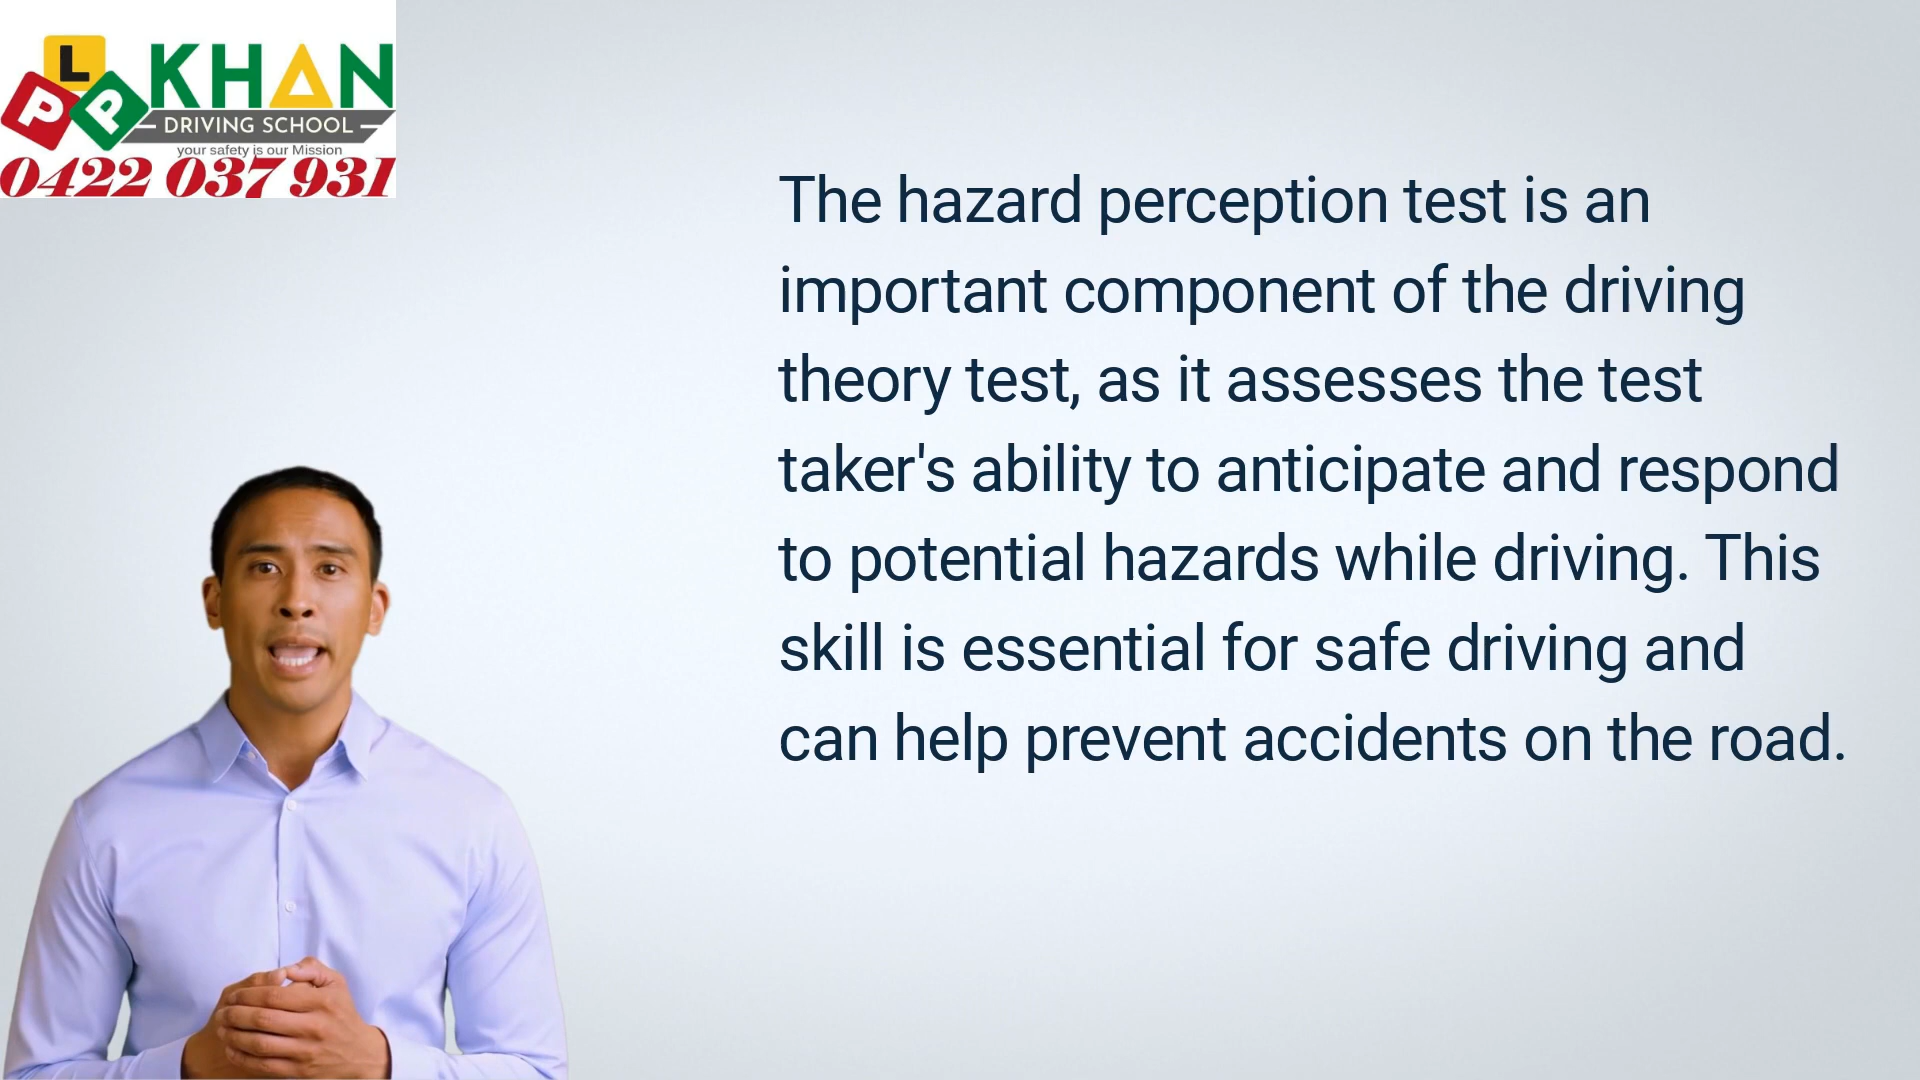 L
P
P
KHAN
DRIVING SCHOOL
your safety is our Mission
0422 037 931
The hazard perception test is an
important component of the driving
theory test, as it assesses the test
taker's ability to anticipate and respond
to potential hazards while driving. This
skill is essential for safe driving and
can help prevent accidents on the road.